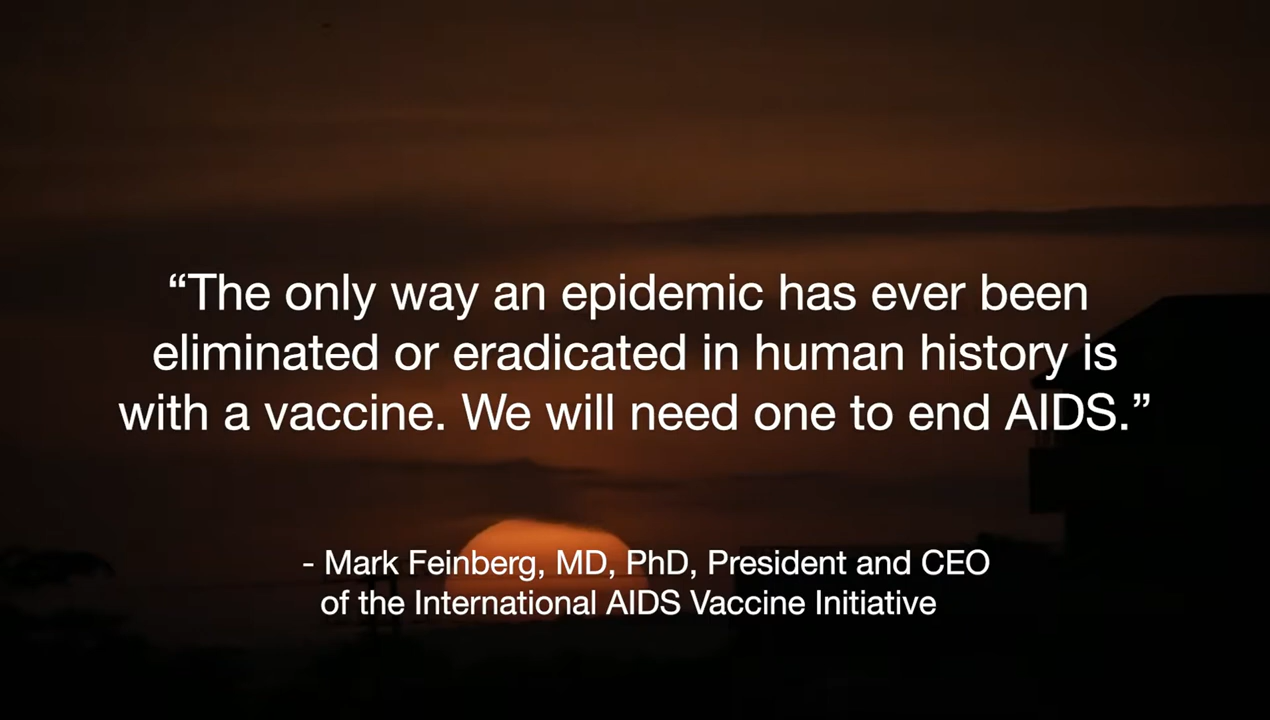 “The only way an epidemic has ever been
eliminated or eradicated in human history is
with a vaccine. We will need one to end AIDS.”
- Mark Feinberg, MD, PhD, President and CEO
of the International AIDS Vaccine Initiative